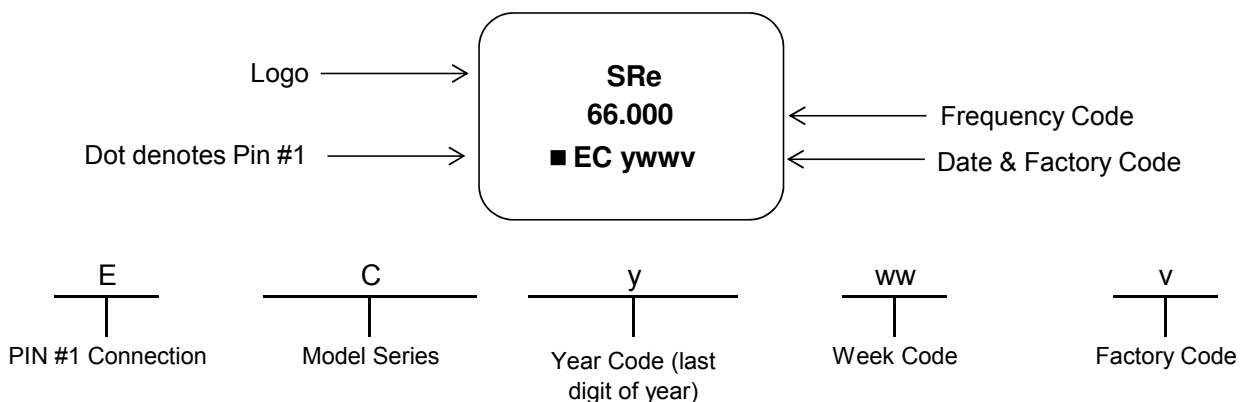 Logo
SRe
66.000
Frequency Code
Dot denotes Pin #1
■ EC ywwv
Date & Factory Code
E
C
y
ww
v
PIN #1 Connection
Model Series
Year Code (last
digit of year)
Week Code
Factory Code